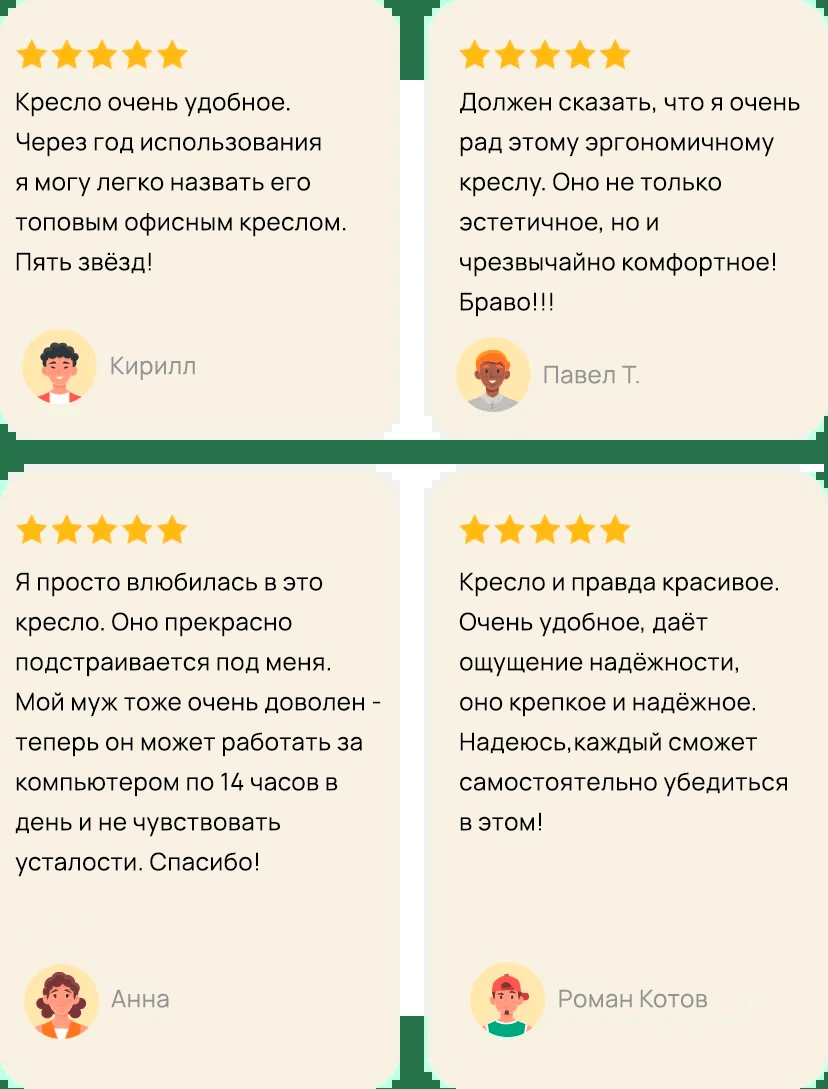 Кресло очень удобное.
Через год использования
я могу легко назвать его
топовым офисным креслом.
Пять звёзд!
Кирилл
Должен сказать, что я очень
рад этому эргономичному
креслу. Оно не только
эстетичное, но и
чрезвычайно комфортное!
Браво!!!
Павел Т.
Я просто влюбилась в это
кресло. Оно прекрасно
подстраивается под меня.
Мой муж тоже очень доволен -
теперь он может работать за
компьютером по 14 часов в
день и не чувствовать
усталости. Спасибо!
Анна
Кресло и правда красивое.
Очень удобное, даёт
ощущение надёжности,
оно крепкое и надёжное.
Надеюсь,каждый сможет
самостоятельно убедиться
в этом!
Роман Котов